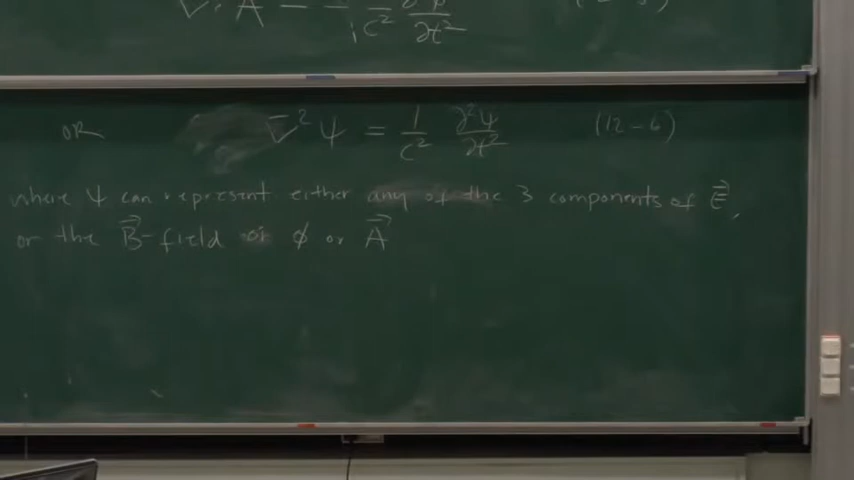 OR ∇²ψ = 1/c² ∂²ψ/∂t² (12-6)
where ψ can represent either any of the 3 components of E⃗,
or the B⃗-field or ϕ or A⃗